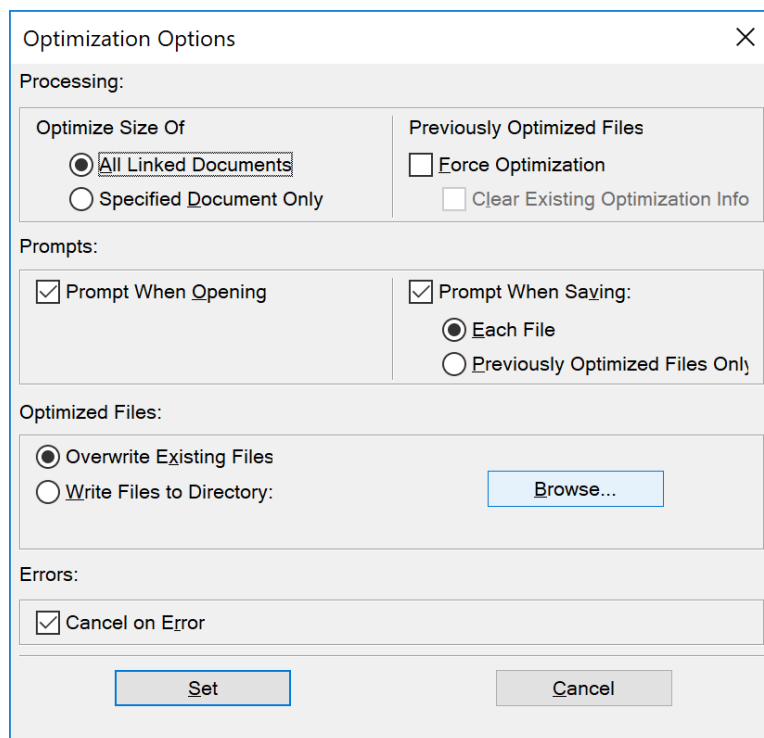 Optimization Options
Processing:
Optimize Size Of
All Linked Documents
Specified Document Only
Previously Optimized Files
Force Optimization
Clear Existing Optimization Info
Prompts:
Prompt When Opening
Prompt When Saving:
Each File
Previously Optimized Files Only
Optimized Files:
Overwrite Existing Files
Write Files to Directory:
Browse...
Errors:
Cancel on Error
Set
Cancel